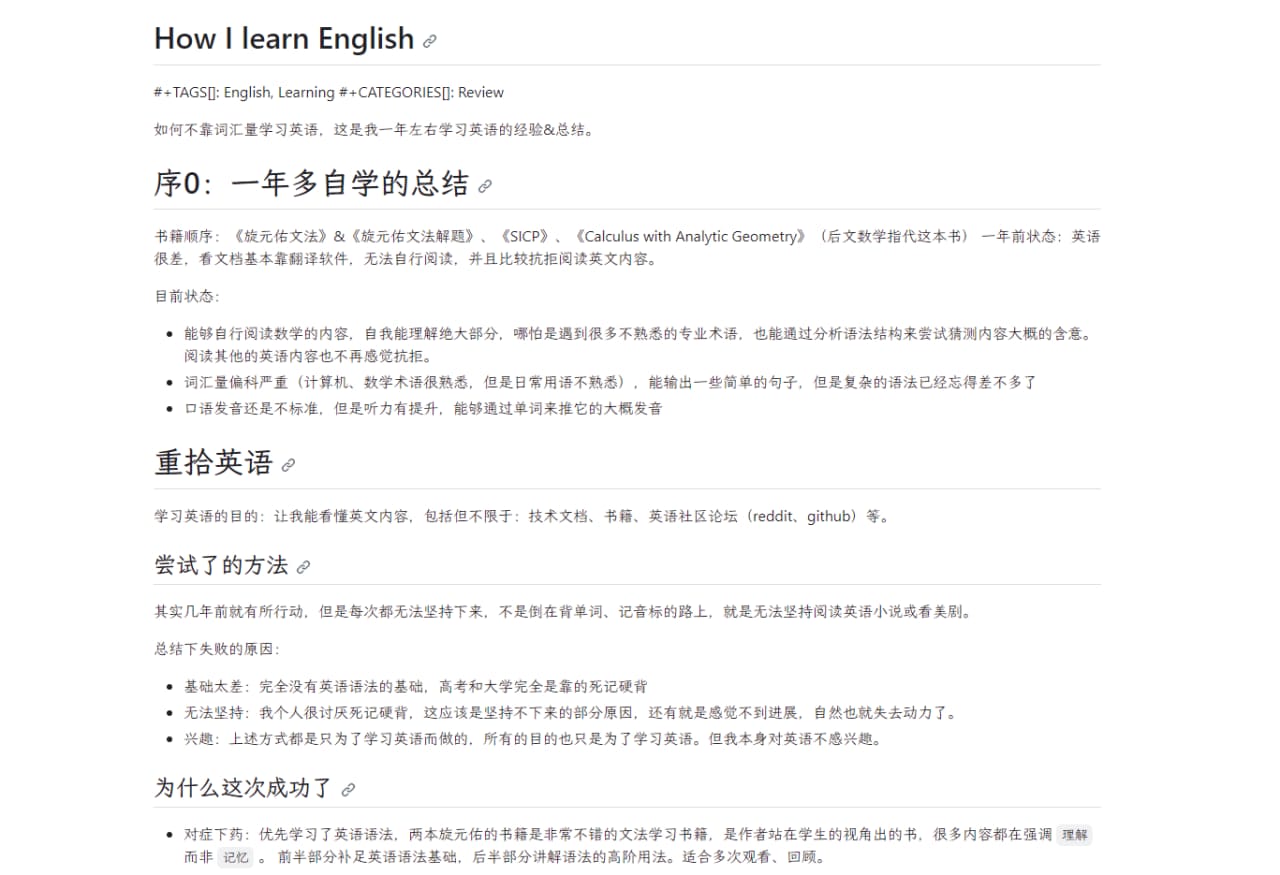 How I learn English
#+TAGS[]: English, Learning #+CATEGORIES[]: Review
如何不靠词汇量学习英语，这是我一年左右学习英语的经验&总结。
序0：一年多自学的总结
书籍顺序：《旋元佑文法》&《旋元佑文法解题》、《SICP》、《Calculus with Analytic Geometry》（后文数学指代这本书） 一年前状态：英语
很差，看文档基本靠翻译软件，无法自行阅读，并且比较抗拒阅读英文内容。
目前状态：
• 能够自行阅读数学的内容，自我能理解绝大部分，哪怕是遇到很多不熟悉的专业术语，也能通过分析语法结构来尝试猜测内容大概的含意。
阅读其他的英语内容也不再感觉抗拒。
• 词汇量偏科严重（计算机、数学术语很熟悉，但是日常用语不熟悉），能输出一些简单的句子，但是复杂的语法已经忘得差不多了
• 口语发音还是不标准，但是听力有提升，能够通过单词来推它的大概发音
重拾英语
学习英语的目的：让我能看懂英文内容，包括但不限于：技术文档、书籍、英语社区论坛（reddit、github）等。
尝试了的方法
其实几年前就有所行动，但是每次都无法坚持下来，不是倒在背单词、记音标的路上，就是无法坚持阅读英语小说或看美剧。
总结下失败的原因：
• 基础太差：完全没有英语语法的基础，高考和大学完全是靠的死记硬背
• 无法坚持：我个人很讨厌死记硬背，这应该是坚持不下来的部分原因，还有就是感觉不到进展，自然也就失去动力了。
• 兴趣：上述方式都是只为了学习英语而做的，所有的目的也只是为了学习英语。但我本身对英语不感兴趣。
为什么这次成功了
• 对症下药：优先学习了英语语法，两本旋元佑的书籍是非常不错的文法学习书籍，是作者站在学生的视角出的书，很多内容都在强调 理解
而非 记忆 。 前半部分补足英语语法基础，后半部分讲解语法的高阶用法。适合多次观看、回顾。